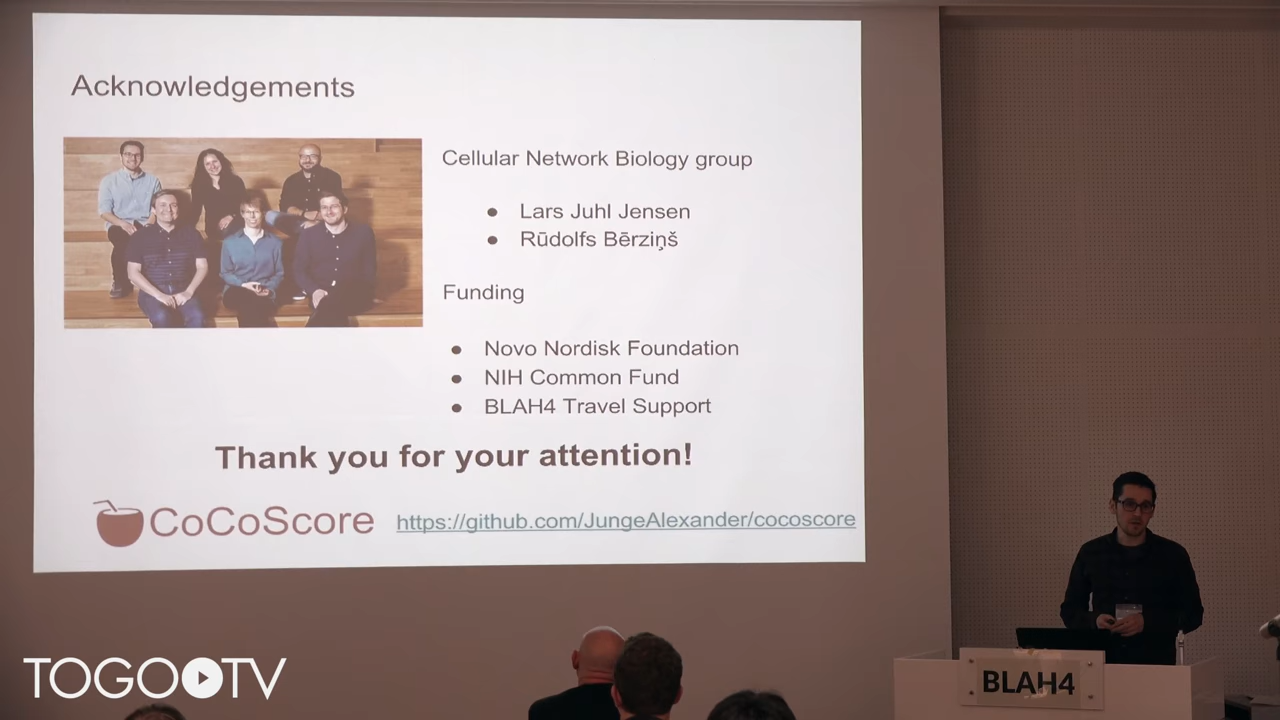 Acknowledgements
Cellular Network Biology group
● Lars Juhl Jensen
● Rūdolfs Bērziņš
Funding
● Novo Nordisk Foundation
● NIH Common Fund
● BLAH4 Travel Support
Thank you for your attention!
CoCoScore
https://github.com/JungeAlexander/cocoscore
TOGOTV
BLAH4